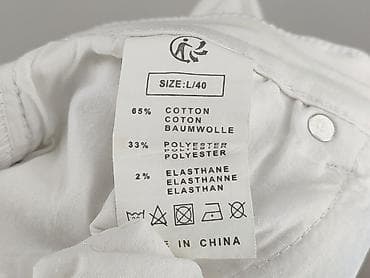 SIZE:L/40
65% COTTON
COTON
BAUMWOLLE
33% POLYESTER
POLYESTER
2% ELASTHANE
ELASTHANNE
ELASTHAN
IN CHINA